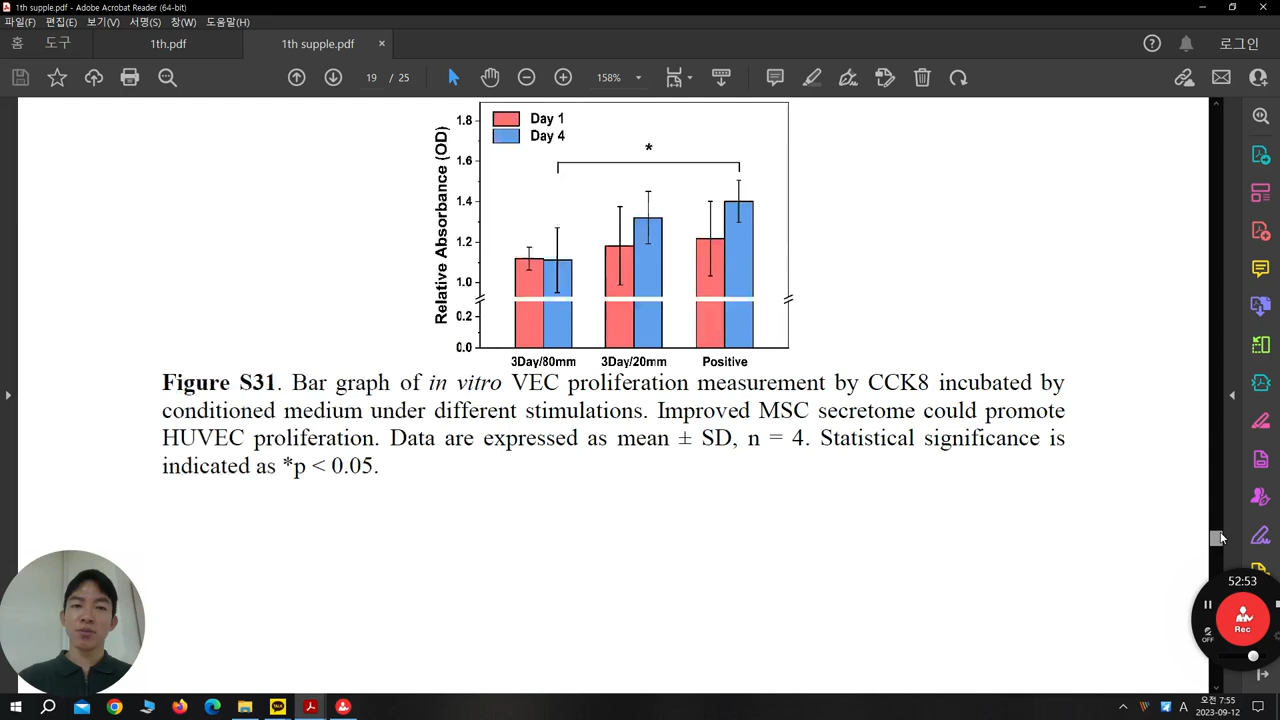 1th supple.pdf - Adobe Acrobat Reader (64-bit)
파일(F) 편집(E) 보기(V) 서명(S) 창(W) 도움말(H)
홈 도구 1th.pdf 1th supple.pdf ×
로그인
19 / 25 158%
1.8
1.6
1.4
1.2
1.0
0.2
0.0
Relative Absorbance (OD)
Day 1
Day 4
*
3Day/80mm 3Day/20mm Positive
Figure S31. Bar graph of in vitro VEC proliferation measurement by CCK8 incubated by
conditioned medium under different stimulations. Improved MSC secretome could promote
HUVEC proliferation. Data are expressed as mean ± SD, n = 4. Statistical significance is
indicated as *p < 0.05.
52:53
Rec
OFF
TALK
A 오전 7:55
2023-09-12